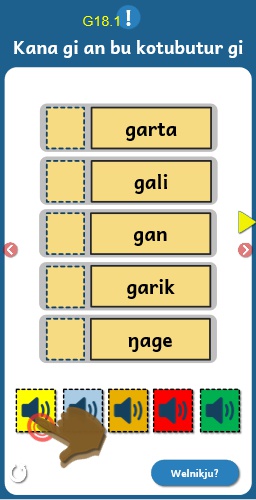 G18.1 !
Kana gi an bu kotubutur gi
garta
gali
gan
garik
ŋage
Welnikju?